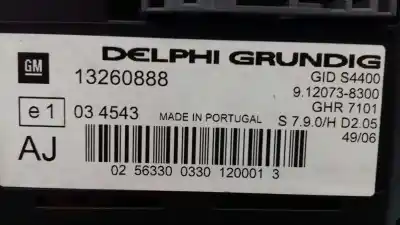 DELPHI GRUNDIG
GM
13260888
GID S4400
9.12073-8300
e 1
03 4543
MADE IN PORTUGAL
GHR 7101
S 7.9.0/H D2.05
AJ
49/06
02 56330 0330 120001 3